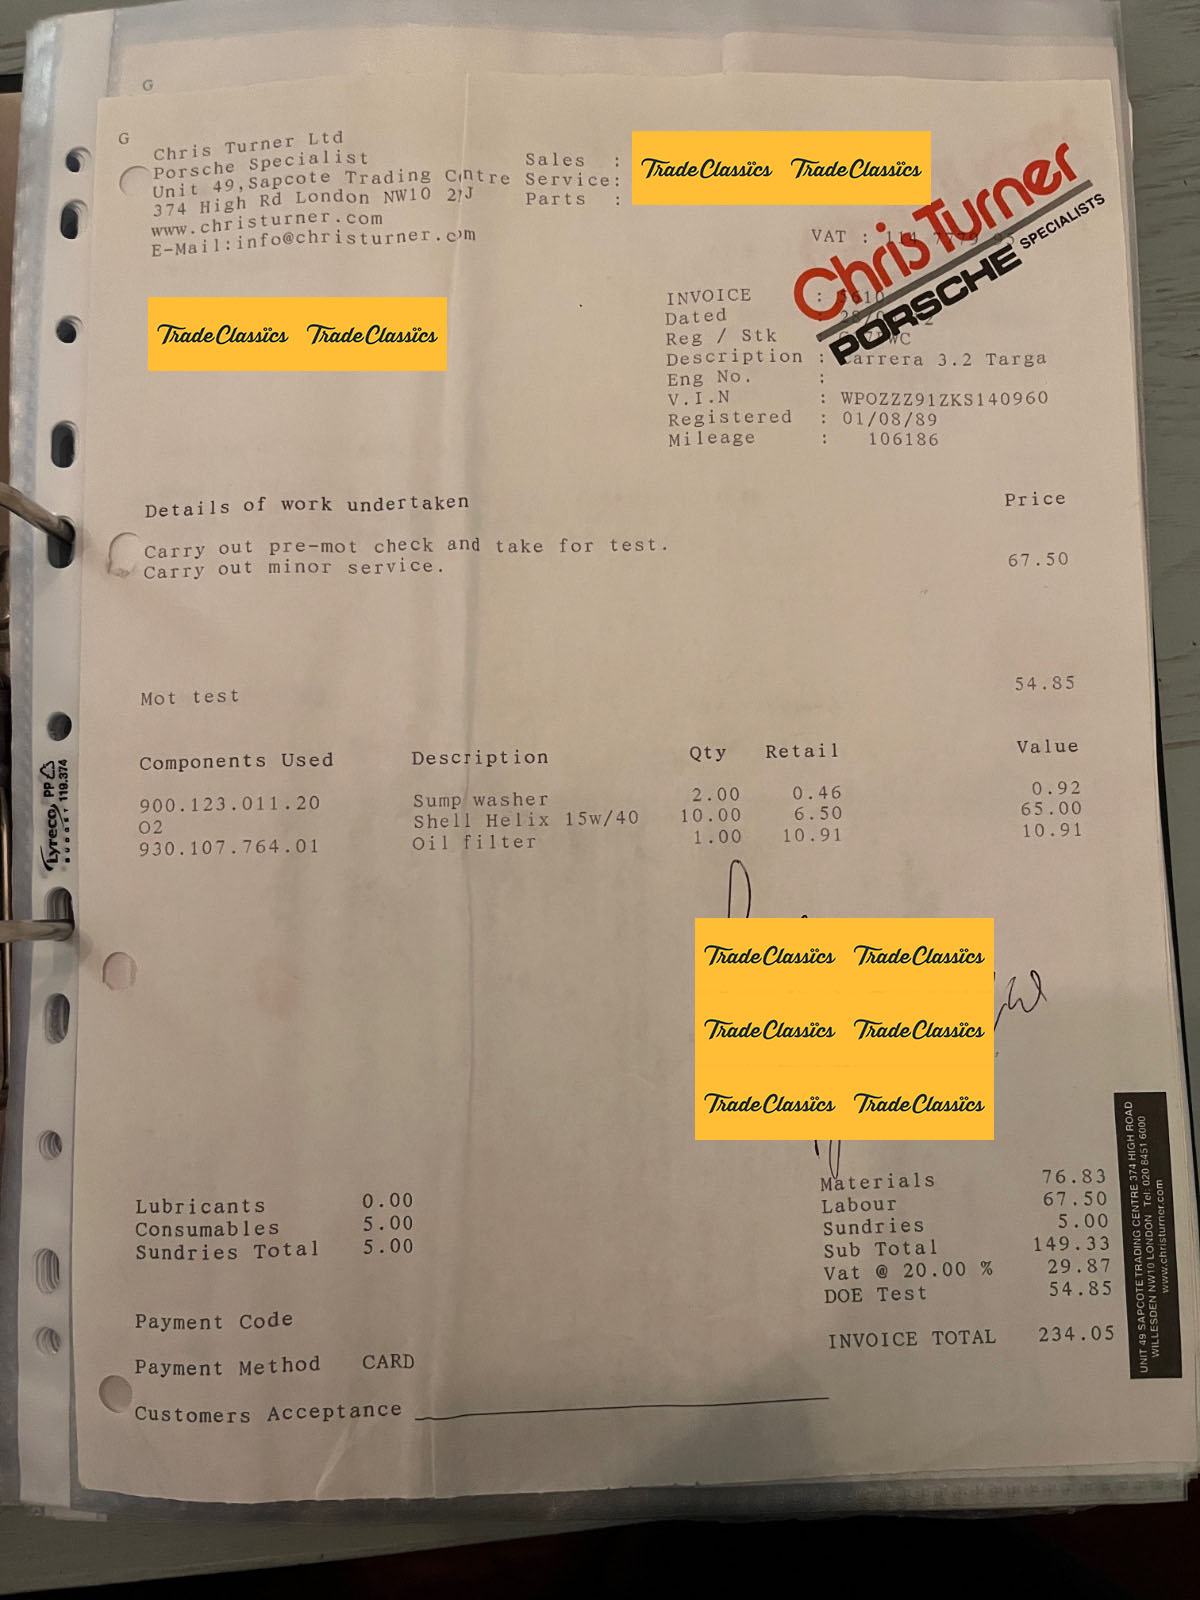 G
G
Chris Turner Ltd
Porsche Specialist
Unit 49,Sapcote Trading Centre
374 High Rd London NW10 2
www.christurner.com
E-Mail:info@christurner.com
Sales :
Service:
Parts :
TradeClassics TradeClassics
VAT :
Chris Turner
PORSCHE SPECIALISTS
TradeClassics TradeClassics
INVOICE :
Dated
Reg / Stk
Description : Carrera 3.2 Targa
Eng No. :
V.I.N : WPOZZZ91ZKS140960
Registered : 01/08/89
Mileage : 106186
Details of work undertaken Price
Carry out pre-mot check and take for test.
Carry out minor service. 67.50
Mot test 54.85
Components Used Description Qty Retail Value
900.123.011.20 Sump washer 2.00 0.46 0.92
O2 Shell Helix 15w/40 10.00 6.50 65.00
930.107.764.01 Oil filter 1.00 10.91 10.91
TradeClassics TradeClassics
TradeClassics TradeClassics
TradeClassics TradeClassics
Lubricants 0.00
Consumables 5.00
Sundries Total 5.00
Materials 76.83
Labour 67.50
Sundries 5.00
Sub Total 149.33
Vat @ 20.00 % 29.87
DOE Test 54.85
INVOICE TOTAL 234.05
Payment Code
Payment Method CARD
Customers Acceptance
UNIT 49 SAPCOTE TRADING CENTRE 374 HIGH ROAD
WILLESDEN NW10 LONDON Tel: 020 8451 6000
www.christurner.com
Lyreco PP
BUDGET 119.374